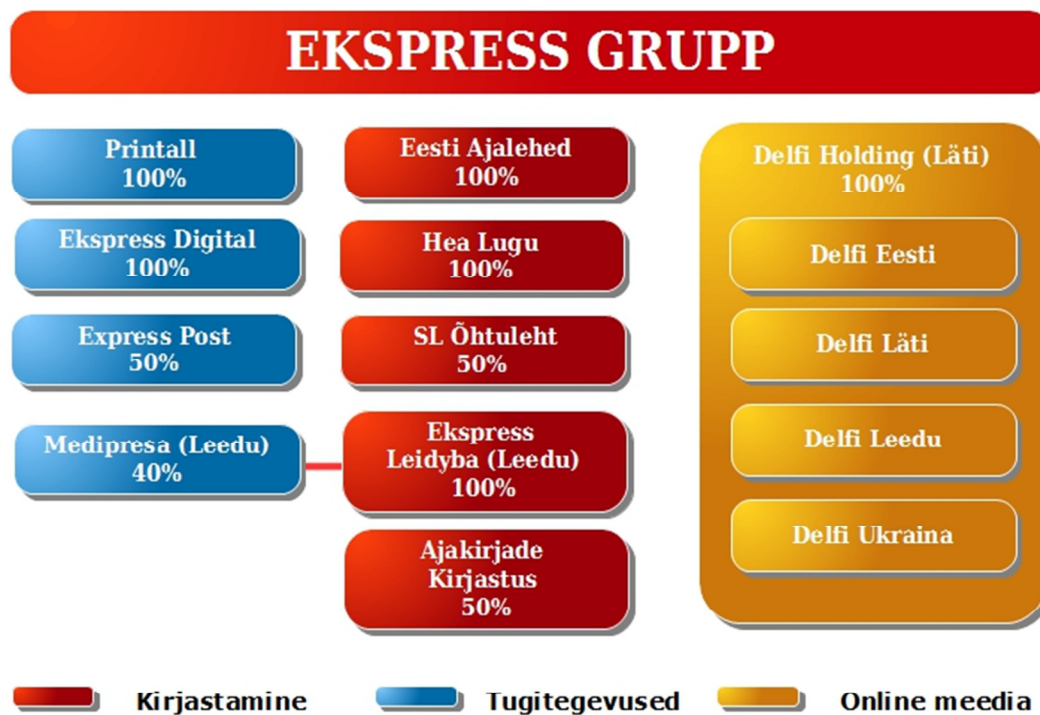 EKSPRESS GRUPP
Printall
100%
Ekspress Digital
100%
Express Post
50%
Medipresa (Leedu)
40%
Eesti Ajalehed
100%
Hea Lugu
100%
SL Õhtuleht
50%
Ekspress
Leidyba (Leedu)
100%
Ajakirjade
Kirjastus
50%
Delfi Holding (Läti)
100%
Delfi Eesti
Delfi Läti
Delfi Leedu
Delfi Ukraina
Kirjastamine
Tugitegevused
Online meedia